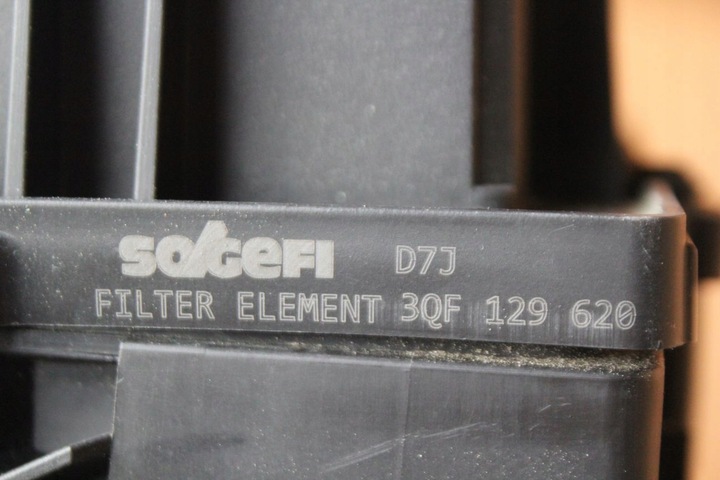 SOGEFI D7J
FILTER ELEMENT 3QF 129 620